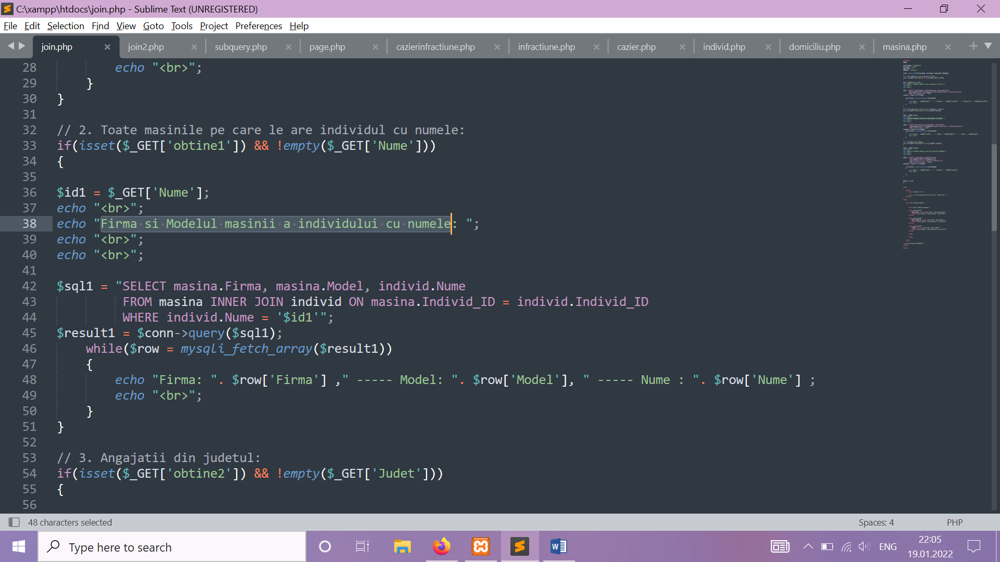 C:\xampp\htdocs\join.php - Sublime Text (UNREGISTERED)
File Edit Selection Find View Goto Tools Project Preferences Help
join.php join2.php subquery.php page.php cazierinfractiune.php infractiune.php cazier.php individ.php domiciliu.php masina.php
28 echo "<br>";
29 }
30 }
31
32 // 2. Toate masinile pe care le are individul cu numele:
33 if(isset($_GET['obtine1']) && !empty($_GET['Nume']))
34 {
35
36 $id1 = $_GET['Nume'];
37 echo "<br>";
38 echo "Firma si Modelul masinii a individului cu numele: ";
39 echo "<br>";
40 echo "<br>";
41
42 $sql1 = "SELECT masina.Firma, masina.Model, individ.Nume
43 FROM masina INNER JOIN individ ON masina.Individ_ID = individ.Individ_ID
44 WHERE individ.Nume = '$id1'";
45 $result1 = $conn->query($sql1);
46 while($row = mysqli_fetch_array($result1))
47 {
48 echo "Firma: ". $row['Firma'] ," ----- Model: ". $row['Model'], " ----- Nume : ". $row['Nume'] ;
49 echo "<br>";
50 }
51 }
52
53 // 3. Angajatii din judetul:
54 if(isset($_GET['obtine2']) && !empty($_GET['Judet']))
55 {
56
48 characters selected Spaces: 4 PHP
Type here to search ENG 22:05
19.01.2022